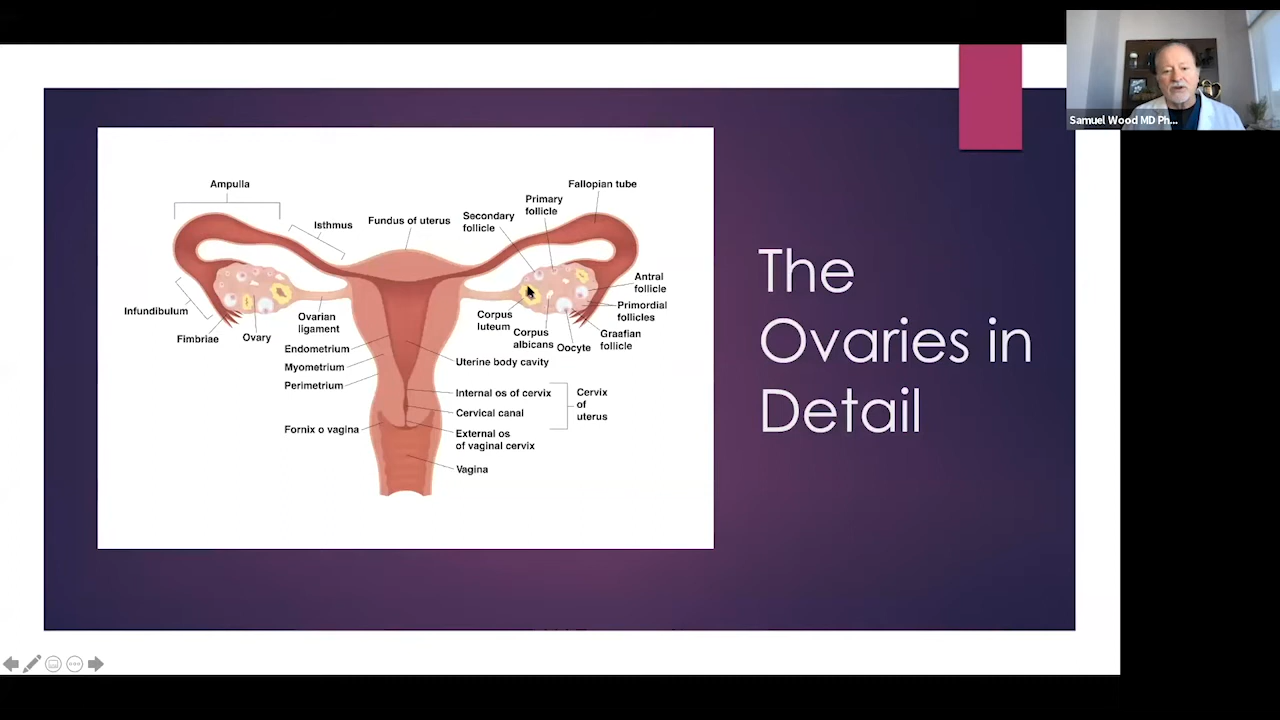 Samuel Wood MD Ph...
Ampulla
Fallopian tube
Primary
follicle
Secondary
follicle
Isthmus
Fundus of uterus
Antral
follicle
Infundibulum
Primordial
follicles
Ovarian
ligament
Corpus
luteum
Fimbriae
Ovary
Corpus
albicans
Oocyte
Graafian
follicle
Endometrium
Myometrium
Perimetrium
Uterine body cavity
Internal os of cervix
Cervical canal
Cervix
of
uterus
Fornix o vagina
External os
of vaginal cervix
Vagina
The
Ovaries in
Detail